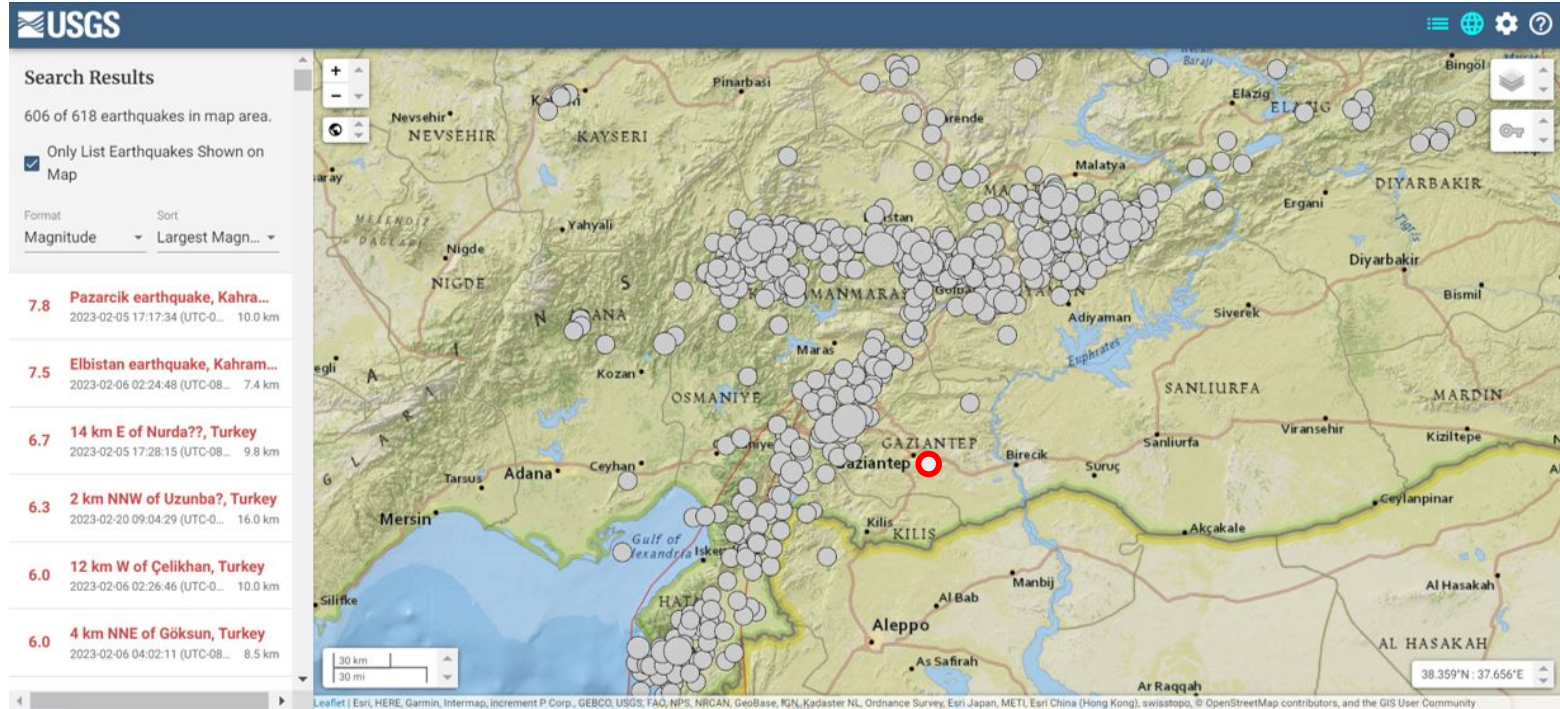 USGS
Search Results
606 of 618 earthquakes in map area.
Only List Earthquakes Shown on
Map
Format
Sort
Magnitude
Largest Magn...
7.8
Pazarcik earthquake, Kahra...
2023-02-05 17:17:34 (UTC-0...
10.0 km
7.5
Elbistan earthquake, Kahram...
2023-02-06 02:24:48 (UTC-08...
7.4 km
6.7
14 km E of Nurda??, Turkey
2023-02-05 17:28:15 (UTC-08...
9.8 km
6.3
2 km NNW of Uzunba?, Turkey
2023-02-20 09:04:29 (UTC-0...
16.0 km
6.0
12 km W of Çelikhan, Turkey
2023-02-06 02:26:46 (UTC-0...
10.0 km
6.0
4 km NNE of Göksun, Turkey
2023-02-06 04:02:11 (UTC-08...
8.5 km
+
−
Pinarbasi
Baraji
Bingöl
Elazig
Nevsehir
NEVSEHIR
KAYSERI
Malatya
DIYARBAKIR
Ergani
MELENDIZ
DAGLARI
Yahyali
Nigde
NIGDE
Tigris
Diyarbakir
Bismil
Adiyaman
Siverek
Maras
Euphrates
Kozan
OSMANIYE
SANLIURFA
MARDIN
Viransehir
Kiziltepe
GAZIANTEP
Sanliurfa
Birecik
Suruç
Adana
Ceyhan
Tarsus
Mersin
Ceylanpinar
Akçakale
Kilis
KILIS
Gulf of
Manbij
Al Hasakah
Silifke
Al Bab
Aleppo
AL HASAKAH
As Safirah
Ar Raqqah
30 km
30 mi
38.359°N : 37.656°E
Leaflet | Esri, HERE, Garmin, Intermap, increment P Corp., GEBCO, USGS, FAO, NPS, NRCAN, GeoBase, IGN, Kadaster NL, Ordnance Survey, Esri Japan, METI, Esri China (Hong Kong), swisstopo, © OpenStreetMap contributors, and the GIS User Community